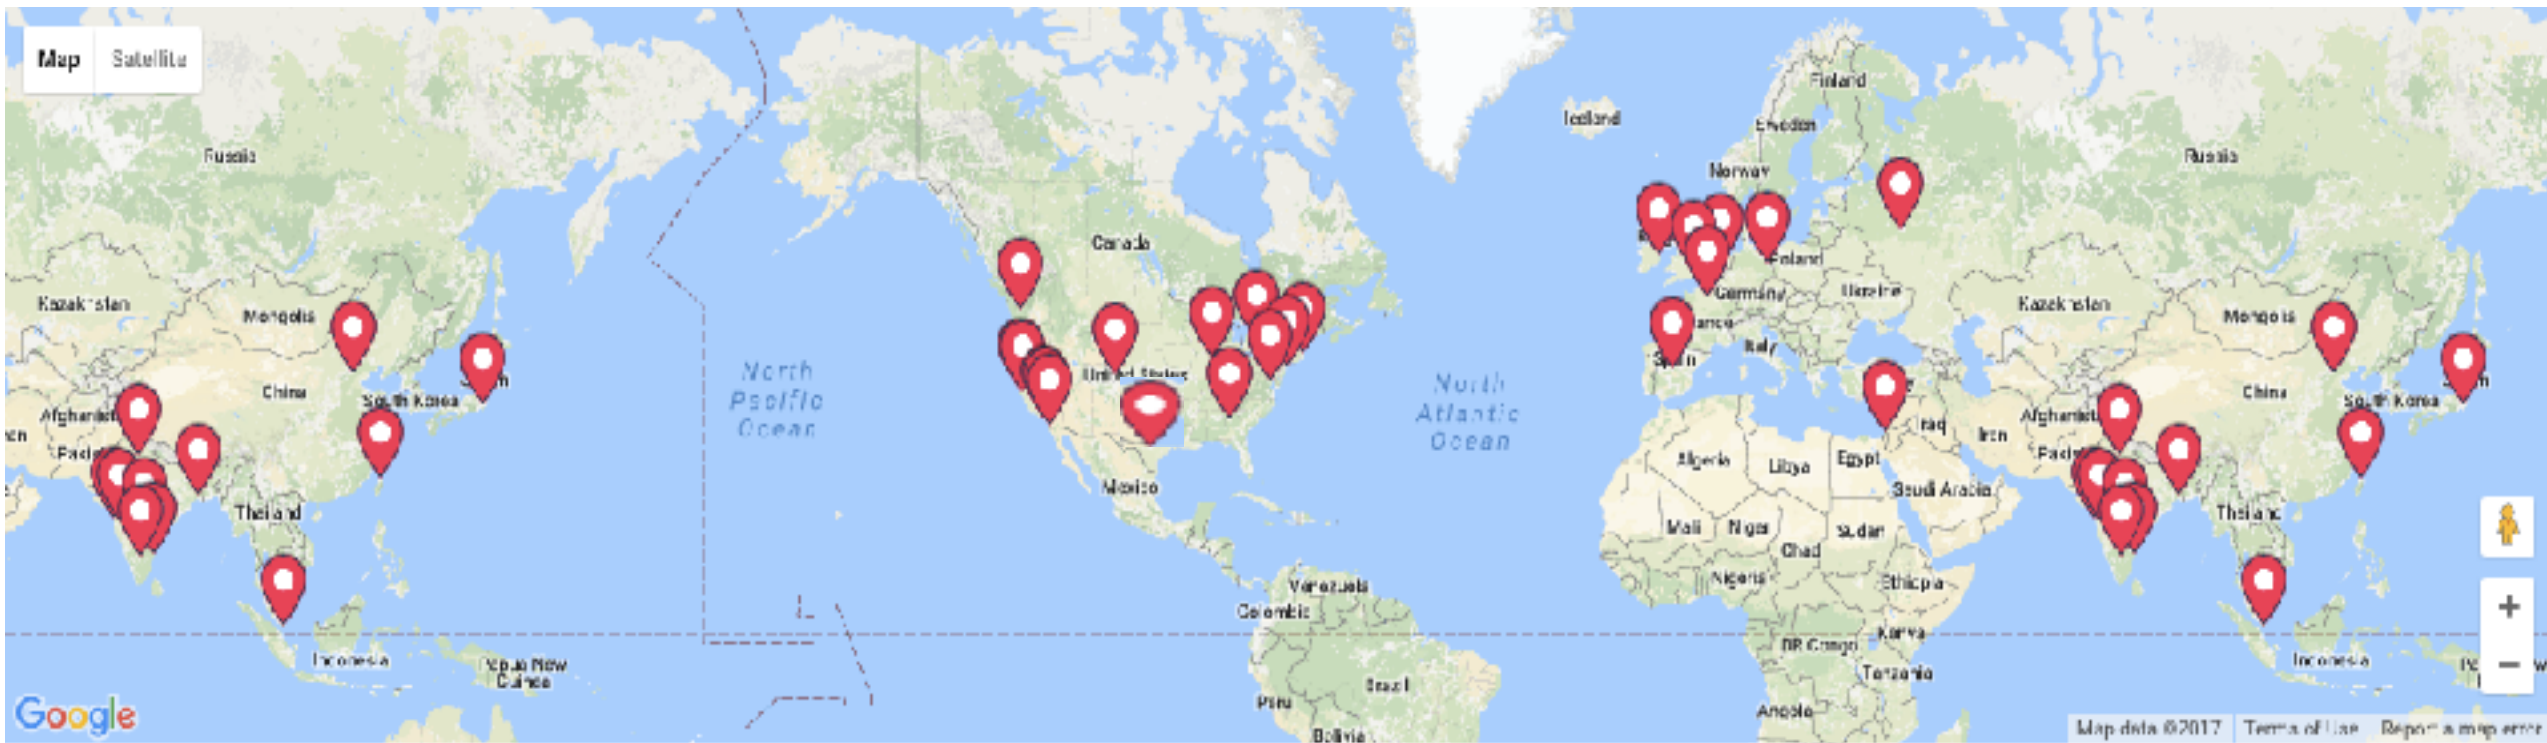 Map Satellite
Finland
Iceland
Sweden
Russia
Russia
Norway
Canada
Poland
Kazakhstan
Mongolia
Germany
Ukraine
Kazakhstan
Mongolia
United States
Spain
Italy
North
Pacific
Ocean
North
Atlantic
Ocean
China
South Korea
China
South Korea
Iraq
Iran
Algeria
Libya
Egypt
Mexico
Saudi Arabia
Thailand
Thailand
Mali
Niger
Sudan
Chad
Nigeria
Ethiopia
Venezuela
Colombia
Kenya
DR Congo
Indonesia
Papua New
Guinea
Tanzania
Indonesia
Brazil
Peru
Angola
Bolivia
Google
Map data ©2017 Terms of Use Report a map error